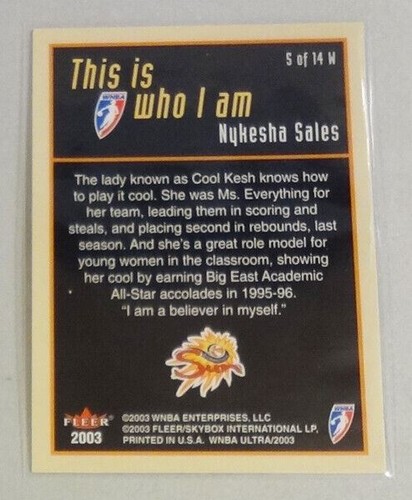 5 of 14 W
This is
WNBA
who I am
Nykesha Sales
The lady known as Cool Kesh knows how
to play it cool. She was Ms. Everything for
her team, leading them in scoring and
steals, and placing second in rebounds, last
season. And she's a great role model for
young women in the classroom, showing
her cool by earning Big East Academic
All-Star accolades in 1995-96.
"I am a believer in myself."
Sun
FLEER
2003
©2003 WNBA ENTERPRISES, LLC
©2003 FLEER/SKYBOX INTERNATIONAL LP.
PRINTED IN U.S.A. WNBA ULTRA/2003
WNBA